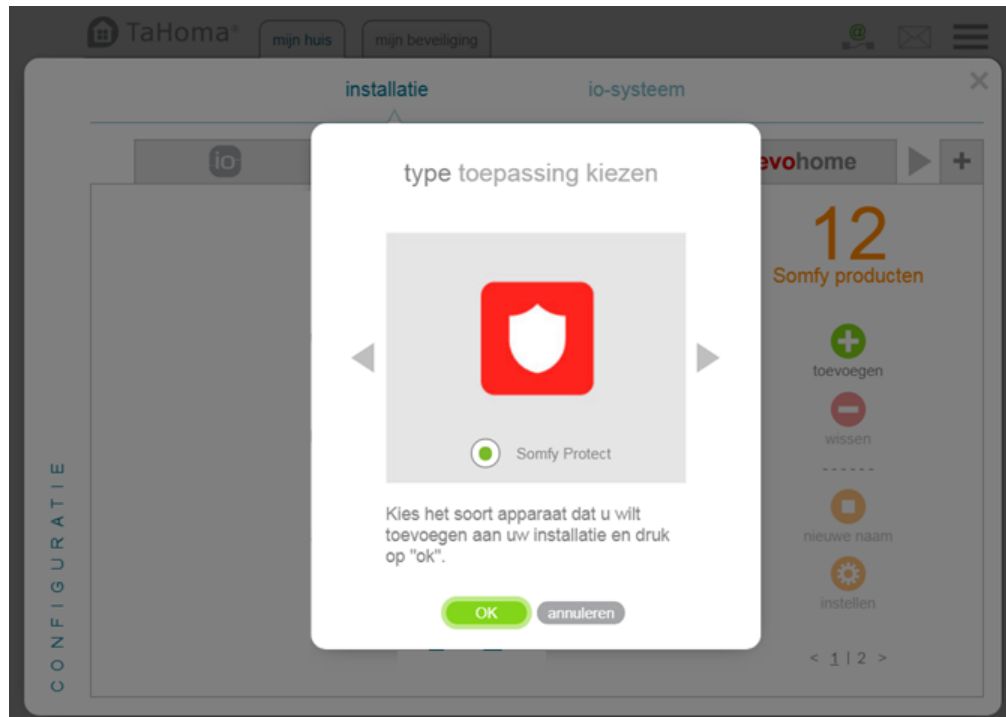 TaHoma®
mijn huis
mijn beveiliging
@
installatie
io-systeem
io
evohome
type toepassing kiezen
12
Somfy producten
toevoegen
Somfy Protect
wissen
------
Kies het soort apparaat dat u wilt
toevoegen aan uw installatie en druk
op "ok".
nieuwe naam
instellen
OK
annuleren
< 1 | 2 >
CONFIGURATIE